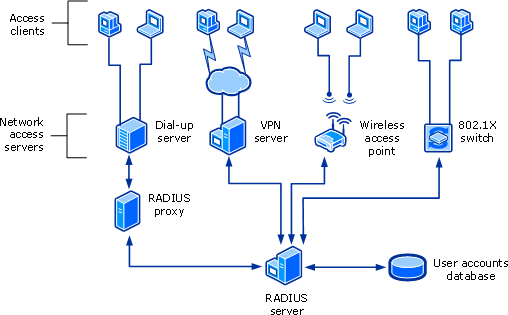 Access
clients
Network
access
servers
Dial-up
server
VPN
server
Wireless
access
point
802.1X
switch
RADIUS
proxy
RADIUS
server
User accounts
database